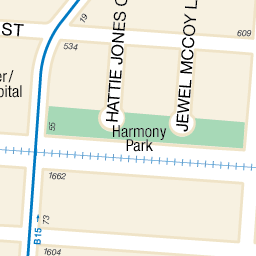 19
ST
534
609
HATTIE JONES C
JEWEL MCCOY L
er/
pital
55
Harmony
Park
1662
73
B15
1604